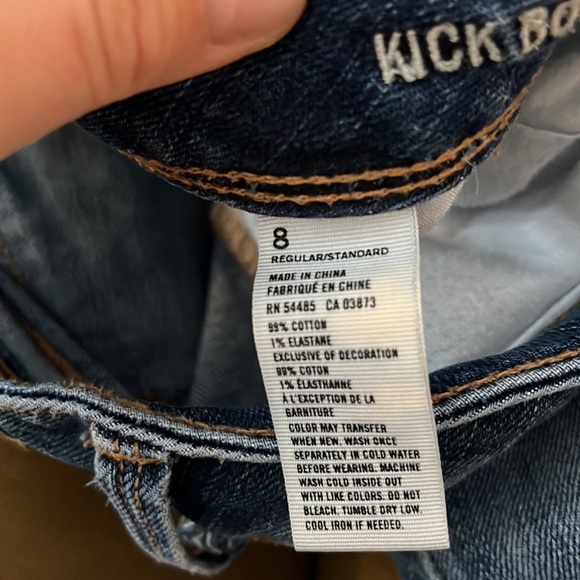 KICK BO
8
REGULAR/STANDARD
MADE IN CHINA
FABRIQUÉ EN CHINE
RN 54485 CA 03873
99% COTTON
1% ELASTANE
EXCLUSIVE OF DECORATION
99% COTON
1% ÉLASTHANNE
À L'EXCEPTION DE LA
GARNITURE
COLOR MAY TRANSFER
WHEN NEW. WASH ONCE
SEPARATELY IN COLD WATER
BEFORE WEARING. MACHINE
WASH COLD INSIDE OUT
WITH LIKE COLORS. DO NOT
BLEACH. TUMBLE DRY LOW.
COOL IRON IF NEEDED.